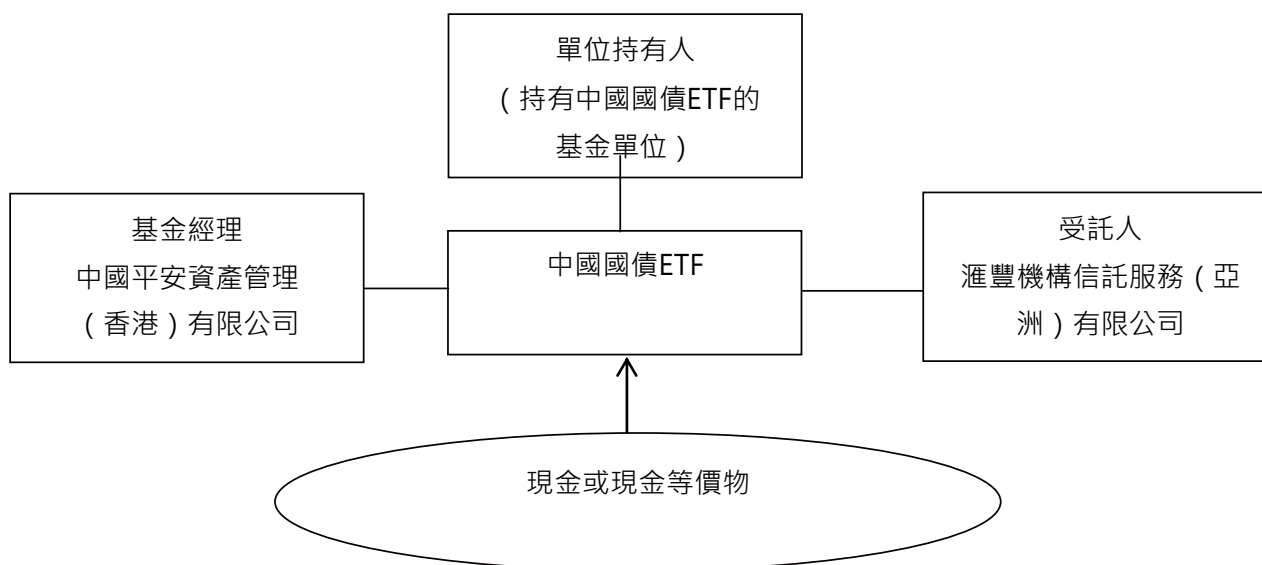 單位持有人
（持有中國國債ETF的
基金單位）
基金經理
中國平安資產管理
（香港）有限公司
中國國債ETF
受託人
滙豐機構信託服務（亞
洲）有限公司
現金或現金等價物